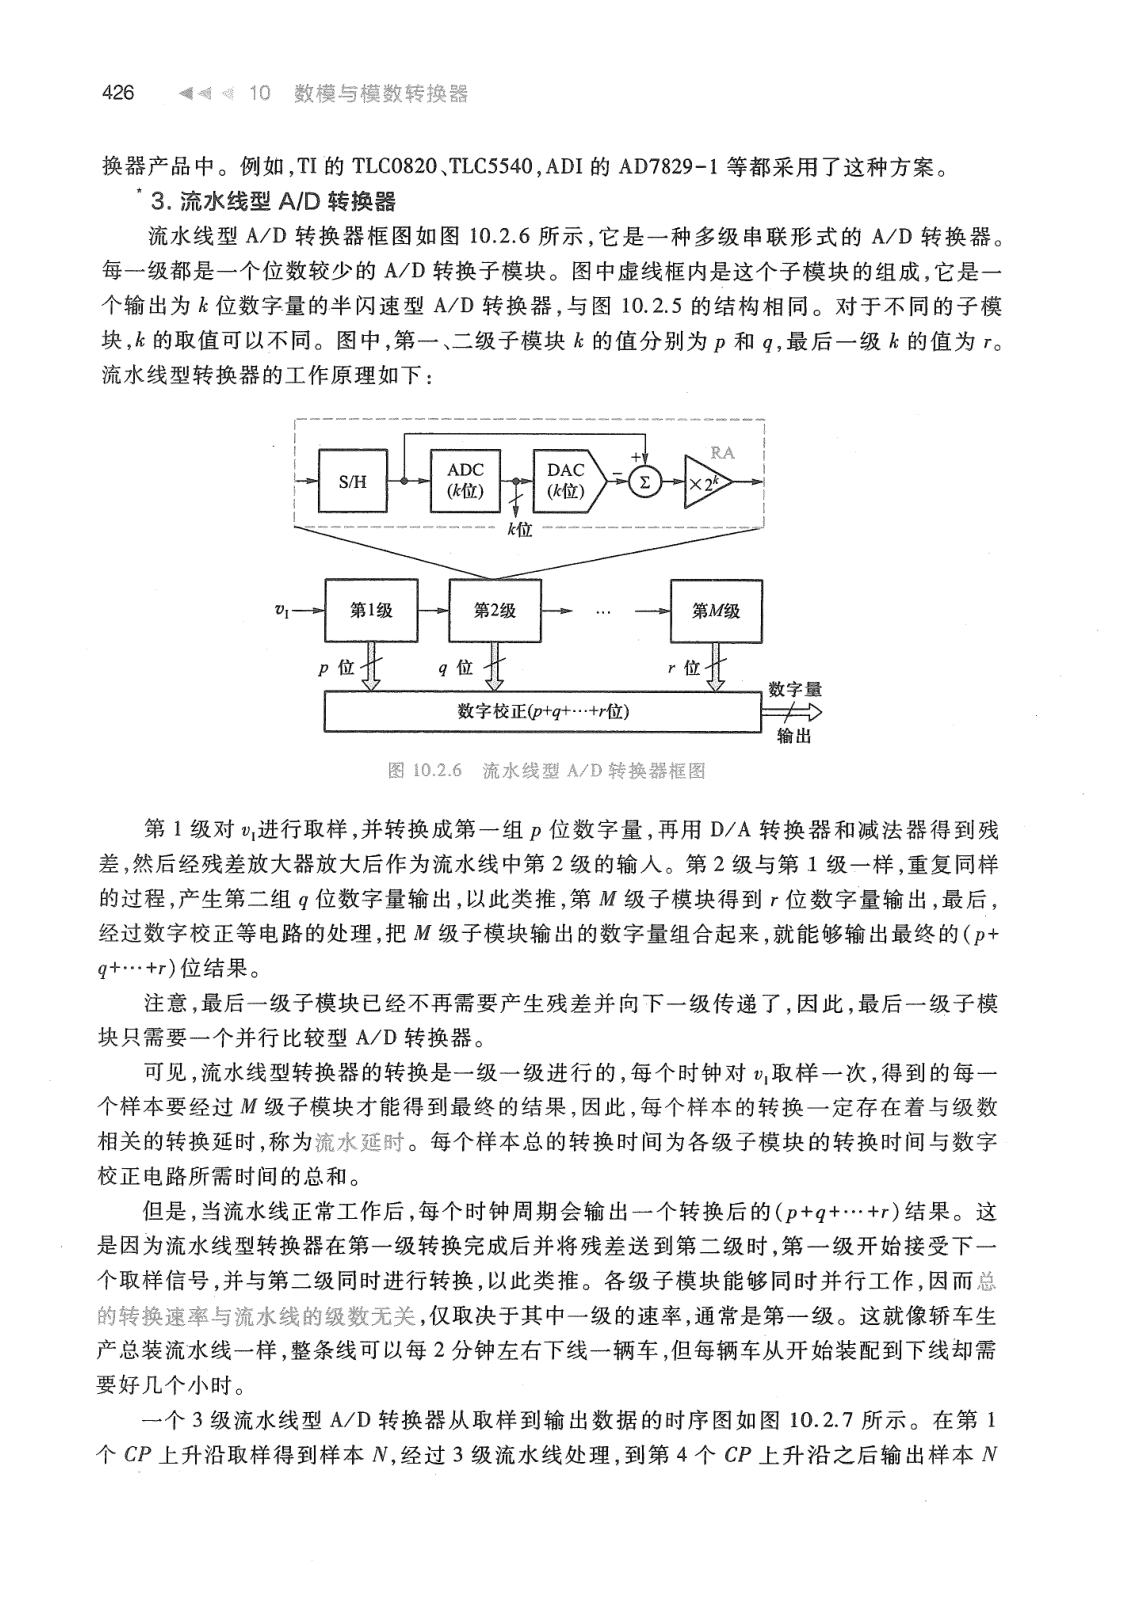 426 10 数模与模数转换器
换器产品中。例如,TI 的 TLC0820、TLC5540,ADI 的 AD7829-1 等都采用了这种方案。
* 3. 流水线型 A/D 转换器
流水线型 A/D 转换器框图如图 10.2.6 所示,它是一种多级串联形式的 A/D 转换器。
每一级都是一个位数较少的 A/D 转换子模块。图中虚线框内是这个子模块的组成,它是一
个输出为 k 位数字量的半闪速型 A/D 转换器,与图 10.2.5 的结构相同。对于不同的子模
块,k 的取值可以不同。图中,第一、二级子模块 k 的值分别为 p 和 q,最后一级 k 的值为 r。
流水线型转换器的工作原理如下:
S/H
ADC
(k位)
DAC
(k位)
+
−
Σ
RA
×2^k
k位
v_I
第1级
第2级
…
第M级
p 位
q 位
r 位
数字校正(p+q+…+r位)
数字量
输出
图 10.2.6 流水线型 A/D 转换器框图
第 1 级对 v_I进行取样,并转换成第一组 p 位数字量,再用 D/A 转换器和减法器得到残
差,然后经残差放大器放大后作为流水线中第 2 级的输入。第 2 级与第 1 级一样,重复同样
的过程,产生第二组 q 位数字量输出,以此类推,第 M 级子模块得到 r 位数字量输出,最后,
经过数字校正等电路的处理,把 M 级子模块输出的数字量组合起来,就能够输出最终的(p+
q+…+r)位结果。
注意,最后一级子模块已经不再需要产生残差并向下一级传递了,因此,最后一级子模
块只需要一个并行比较型 A/D 转换器。
可见,流水线型转换器的转换是一级一级进行的,每个时钟对 v_I取样一次,得到的每一
个样本要经过 M 级子模块才能得到最终的结果,因此,每个样本的转换一定存在着与级数
相关的转换延时,称为流水延时。每个样本总的转换时间为各级子模块的转换时间与数字
校正电路所需时间的总和。
但是,当流水线正常工作后,每个时钟周期会输出一个转换后的(p+q+…+r)结果。这
是因为流水线型转换器在第一级转换完成后并将残差送到第二级时,第一级开始接受下一
个取样信号,并与第二级同时进行转换,以此类推。各级子模块能够同时并行工作,因而总
的转换速率与流水线的级数无关,仅取决于其中一级的速率,通常是第一级。这就像轿车生
产总装流水线一样,整条线可以每 2 分钟左右下线一辆车,但每辆车从开始装配到下线却需
要好几个小时。
一个 3 级流水线型 A/D 转换器从取样到输出数据的时序图如图 10.2.7 所示。在第 1
个 CP 上升沿取样得到样本 N,经过 3 级流水线处理,到第 4 个 CP 上升沿之后输出样本 N